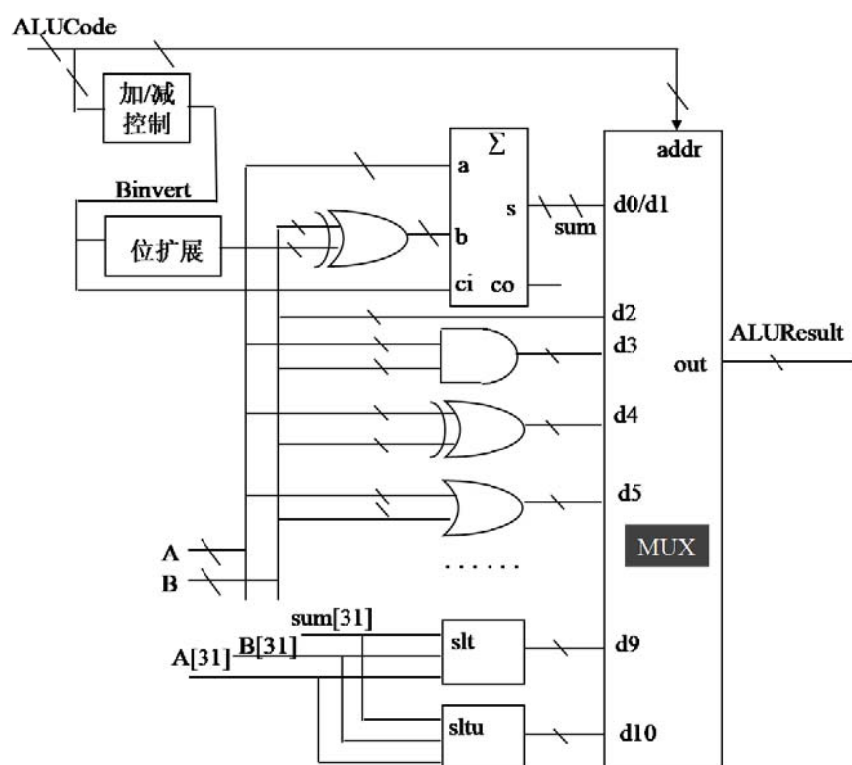 ALUCode
加/减
控制
Binvert
位扩展
Σ
a
b
s
ci
co
sum
addr
d0/d1
d2
d3
d4
d5
out
ALUResult
MUX
A
B
......
sum[31]
B[31]
A[31]
slt
d9
sltu
d10